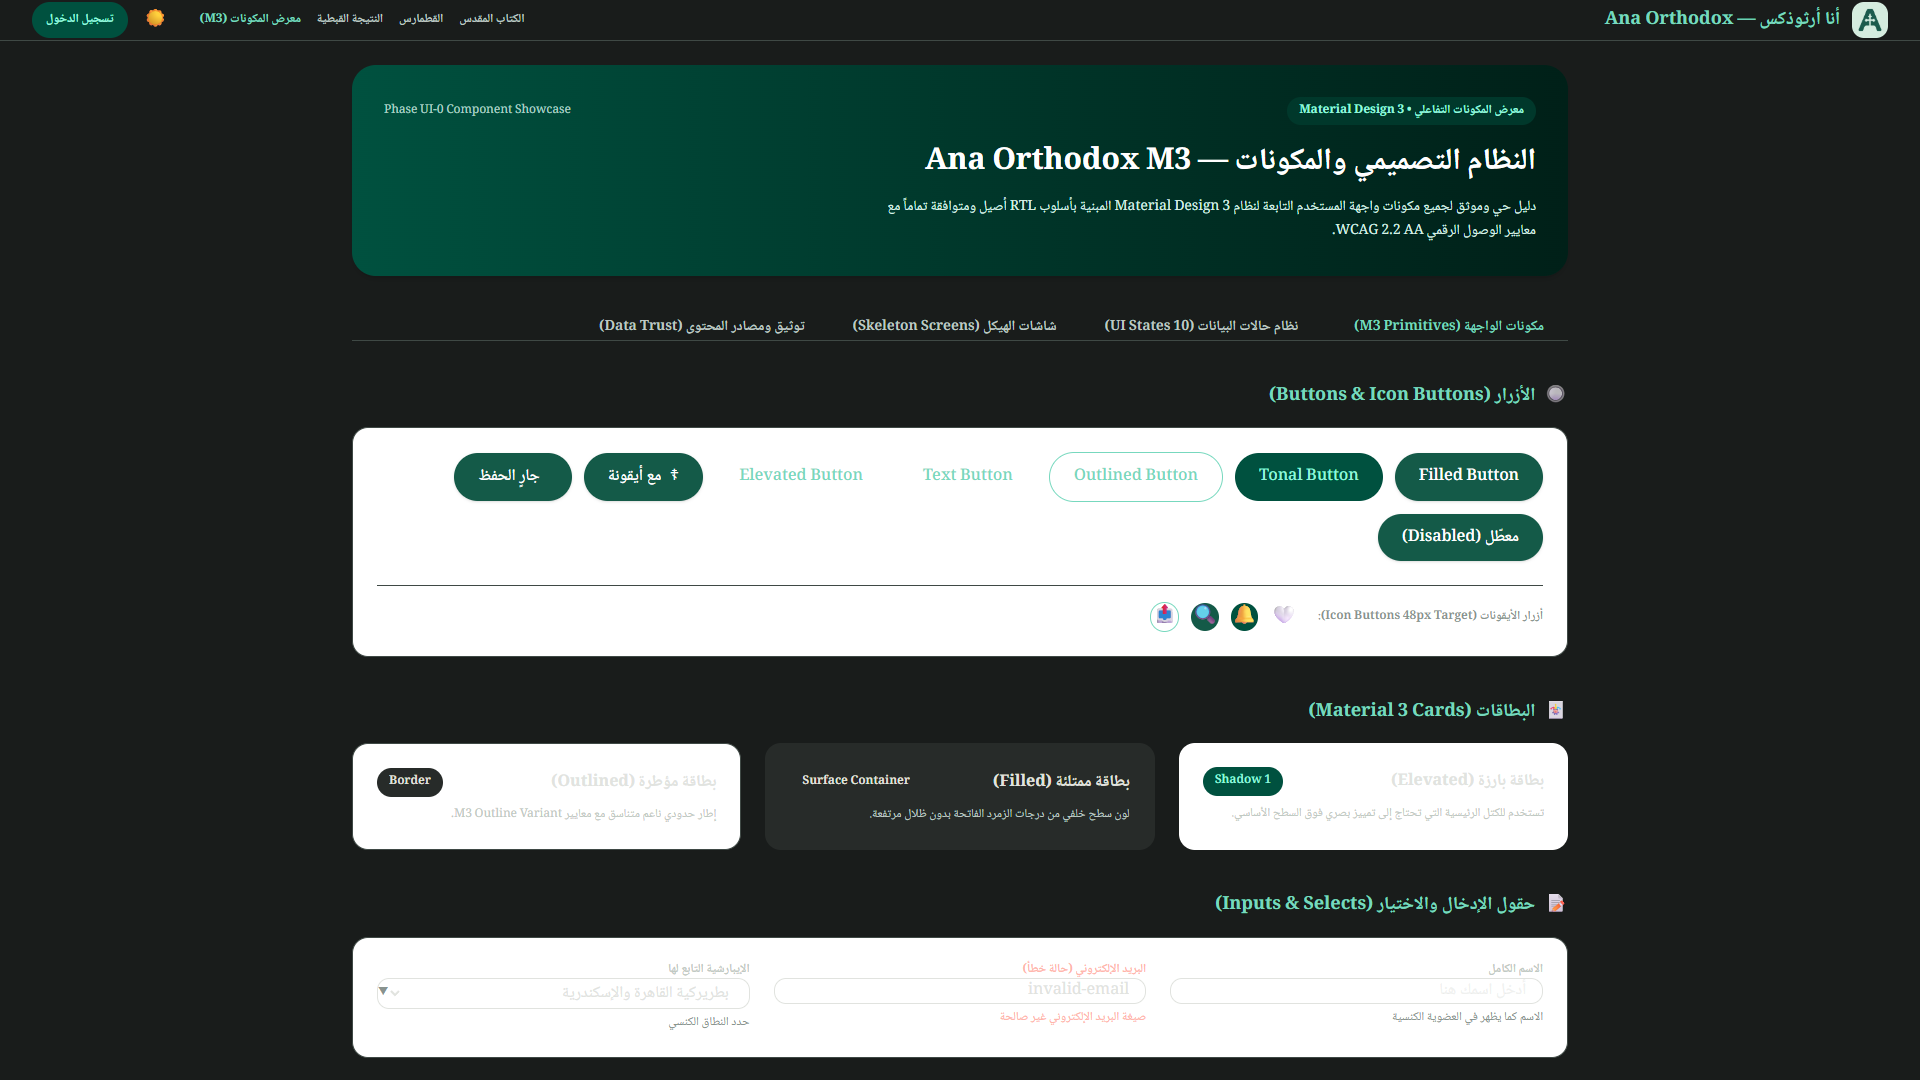 أنا أرثوذكس — Ana Orthodox
الكتاب المقدس
القطمارس
النتيجة القبطية
معرض المكونات (M3)
تسجيل الدخول
معرض المكونات التفاعلي • Material Design 3
Phase UI-0 Component Showcase
النظام التصميمي والمكونات — Ana Orthodox M3
دليل حي وموثق لجميع مكونات واجهة المستخدم التابعة لنظام Material Design 3 المبنية بأسلوب RTL أصيل ومتوافقة تماماً مع
معايير الوصول الرقمي WCAG 2.2 AA.
مكونات الواجهة (M3 Primitives)
نظام حالات البيانات (UI States 10)
شاشات الهيكل (Skeleton Screens)
توثيق ومصادر المحتوى (Data Trust)
الأزرار (Buttons & Icon Buttons)
Filled Button
Tonal Button
Outlined Button
Text Button
Elevated Button
☦ مع أيقونة
جارٍ الحفظ
معطّل (Disabled)
أزرار الأيقونات (Icon Buttons 48px Target):
البطاقات (Material 3 Cards)
بطاقة بارزة (Elevated)
Shadow 1
تستخدم للكتل الرئيسية التي تحتاج إلى تمييز بصري فوق السطح الأساسي.
بطاقة ممتلئة (Filled)
Surface Container
لون سطح خلفي من درجات الزمرد الفاتحة بدون ظلال مرتفعة.
بطاقة مؤطرة (Outlined)
Border
إطار حدودي ناعم متناسق مع معايير M3 Outline Variant.
حقول الإدخال والاختيار (Inputs & Selects)
الاسم الكامل
أدخل اسمك هنا
الاسم كما يظهر في العضوية الكنسية
البريد الإلكتروني (حالة خطأ)
invalid-email
صيغة البريد الإلكتروني غير صالحة
الإيبارشية التابع لها
بطريركية القاهرة والإسكندرية
حدد النطاق الكنسي